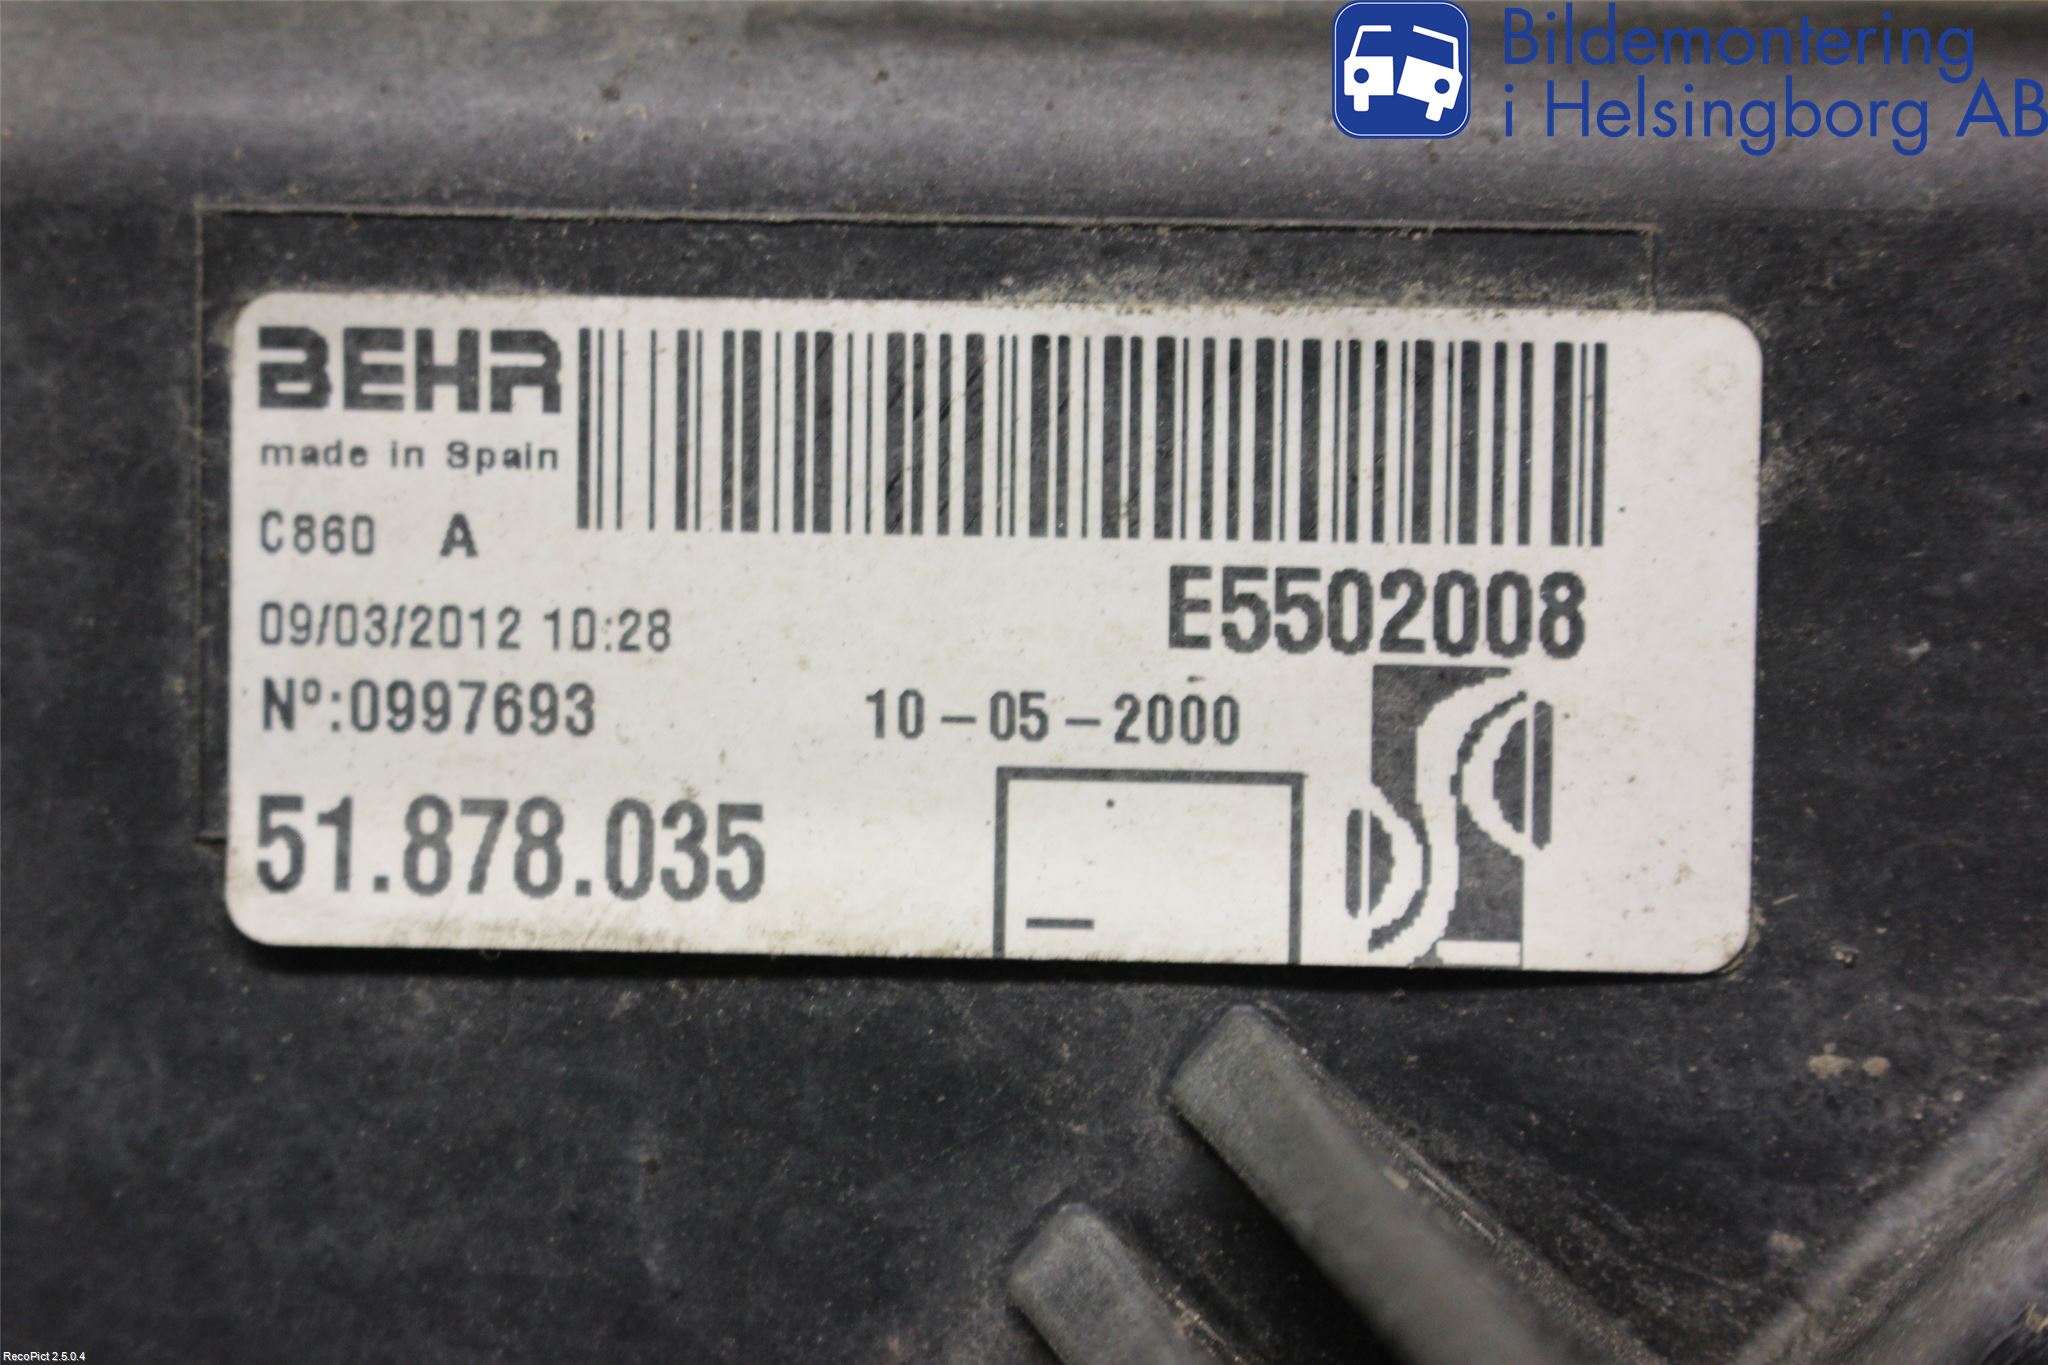 Bildemontering
i Helsingborg AB
BEHR
made in Spain
C860 A
E5502008
09/03/2012 10:28
Nº:0997693
10-05-2000
51.878.035
RecoPict 2.5.0.4